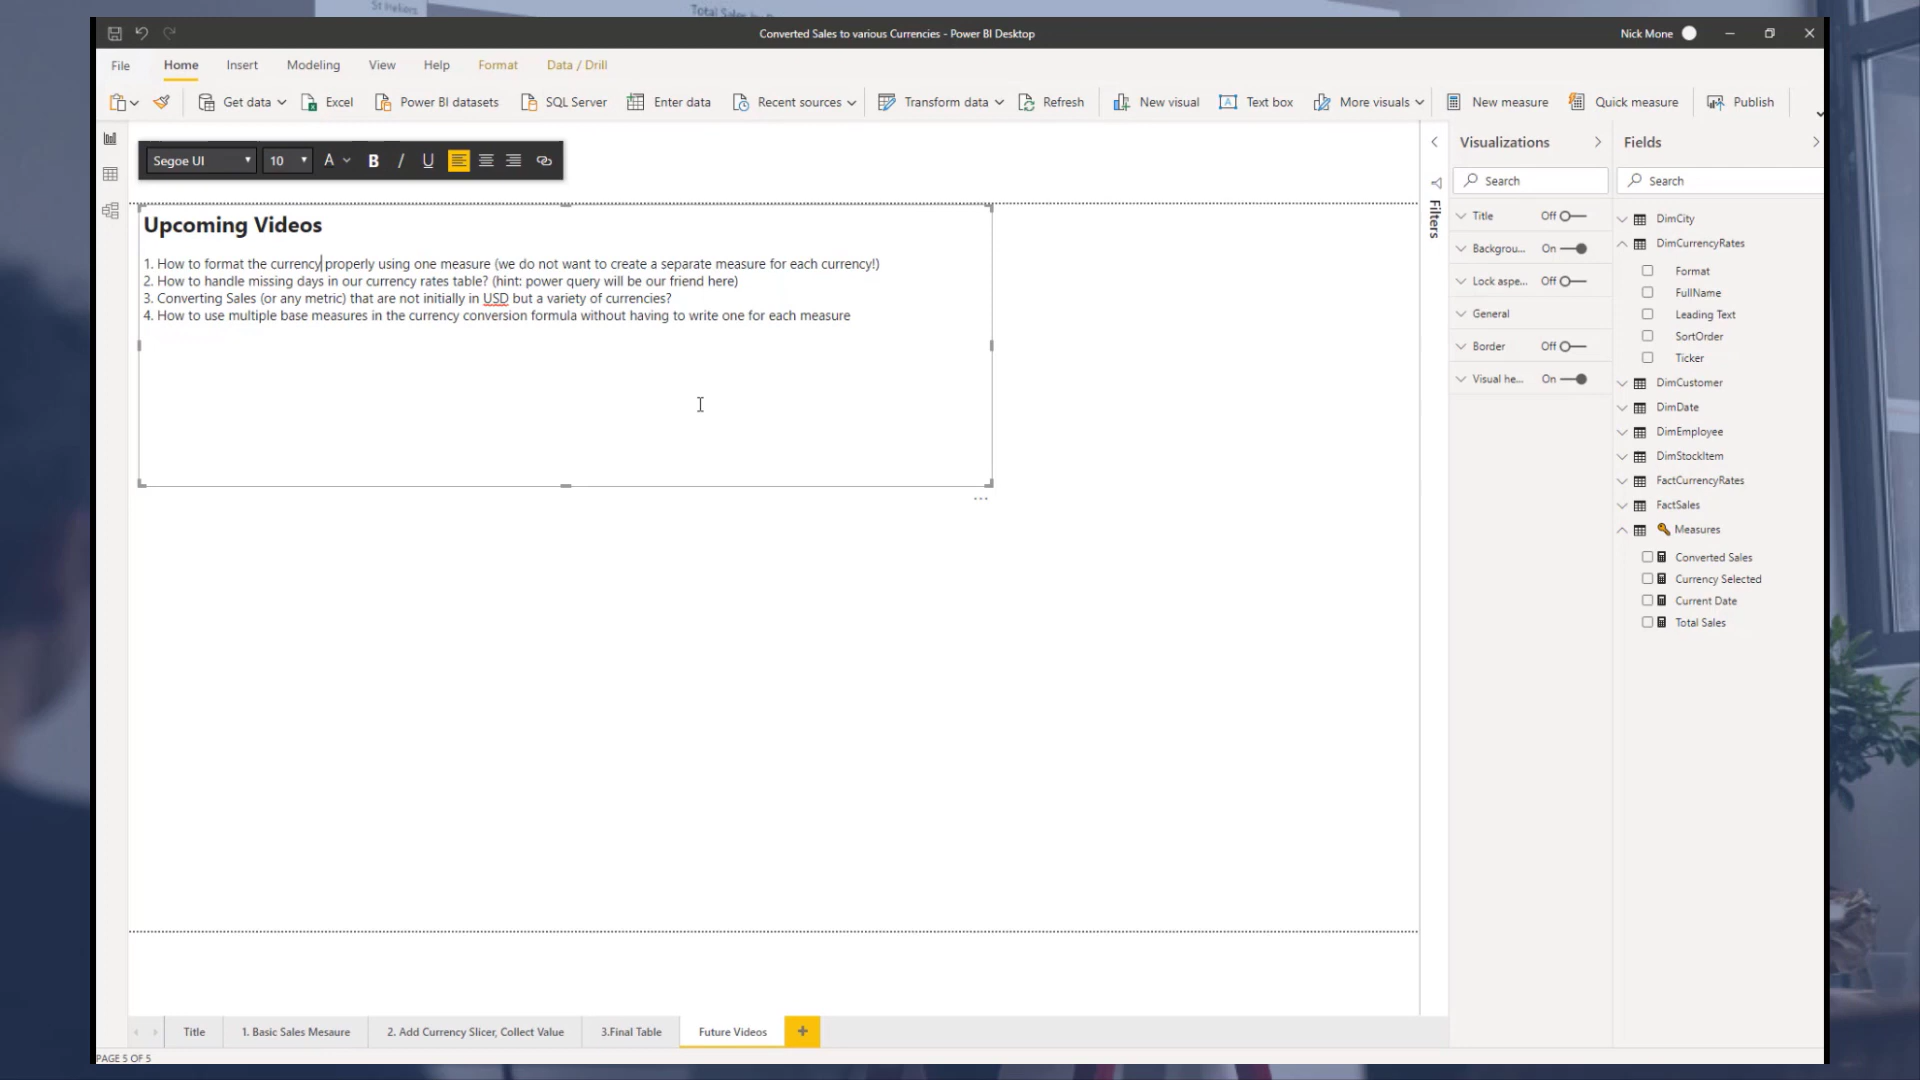 St Insliers
Total Sales by D
Converted Sales to various Currencies - Power BI Desktop
Nick Mone
File Home Insert Modeling View Help Format Data / Drill
Get data Excel Power BI datasets SQL Server Enter data Recent sources Transform data Refresh New visual Text box More visuals New measure Quick measure Publish
Segoe UI 10 A B / U
Upcoming Videos
1. How to format the currency properly using one measure (we do not want to create a separate measure for each currency!)
2. How to handle missing days in our currency rates table? (hint: power query will be our friend here)
3. Converting Sales (or any metric) that are not initially in USD but a variety of currencies?
4. How to use multiple base measures in the currency conversion formula without having to write one for each measure
...
Filters
Visualizations
Search
Title Off
Backgrou... On
Lock aspe... Off
General
Border Off
Visual he... On
Fields
Search
DimCity
DimCurrencyRates
Format
FullName
Leading Text
SortOrder
Ticker
DimCustomer
DimDate
DimEmployee
DimStockItem
FactCurrencyRates
FactSales
Measures
Converted Sales
Currency Selected
Current Date
Total Sales
Title 1. Basic Sales Mesaure 2. Add Currency Slicer, Collect Value 3.Final Table Future Videos +
PAGE 5 OF 5